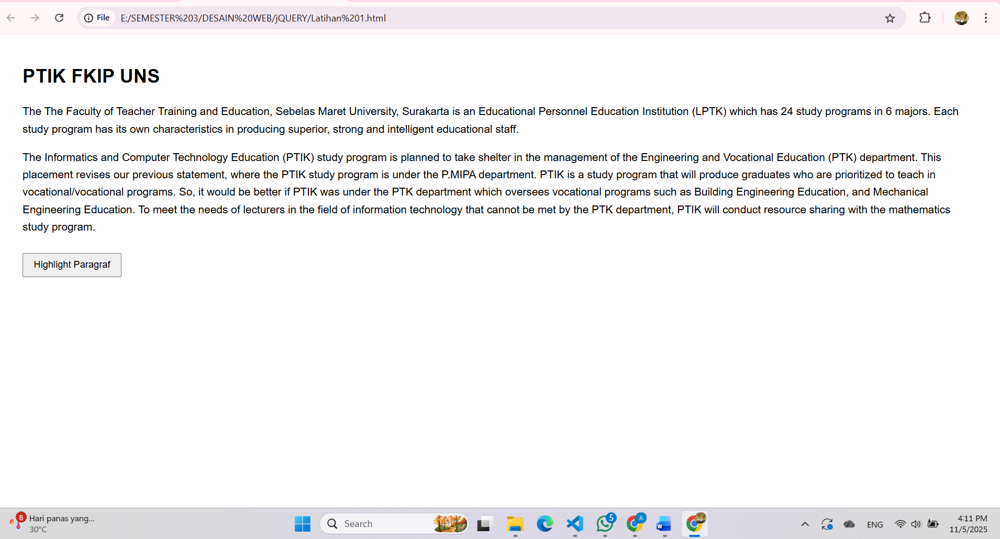 File
E:/SEMESTER%203/DESAIN%20WEB/jQUERY/Latihan%201.html
PTIK FKIP UNS
The The Faculty of Teacher Training and Education, Sebelas Maret University, Surakarta is an Educational Personnel Education Institution (LPTK) which has 24 study programs in 6 majors. Each
study program has its own characteristics in producing superior, strong and intelligent educational staff.
The Informatics and Computer Technology Education (PTIK) study program is planned to take shelter in the management of the Engineering and Vocational Education (PTK) department. This
placement revises our previous statement, where the PTIK study program is under the P.MIPA department. PTIK is a study program that will produce graduates who are prioritized to teach in
vocational/vocational programs. So, it would be better if PTIK was under the PTK department which oversees vocational programs such as Building Engineering Education, and Mechanical
Engineering Education. To meet the needs of lecturers in the field of information technology that cannot be met by the PTK department, PTIK will conduct resource sharing with the mathematics
study program.
Highlight Paragraf
8
Hari panas yang...
30°C
Search
5
A
W
ENG
4:11 PM
11/5/2025